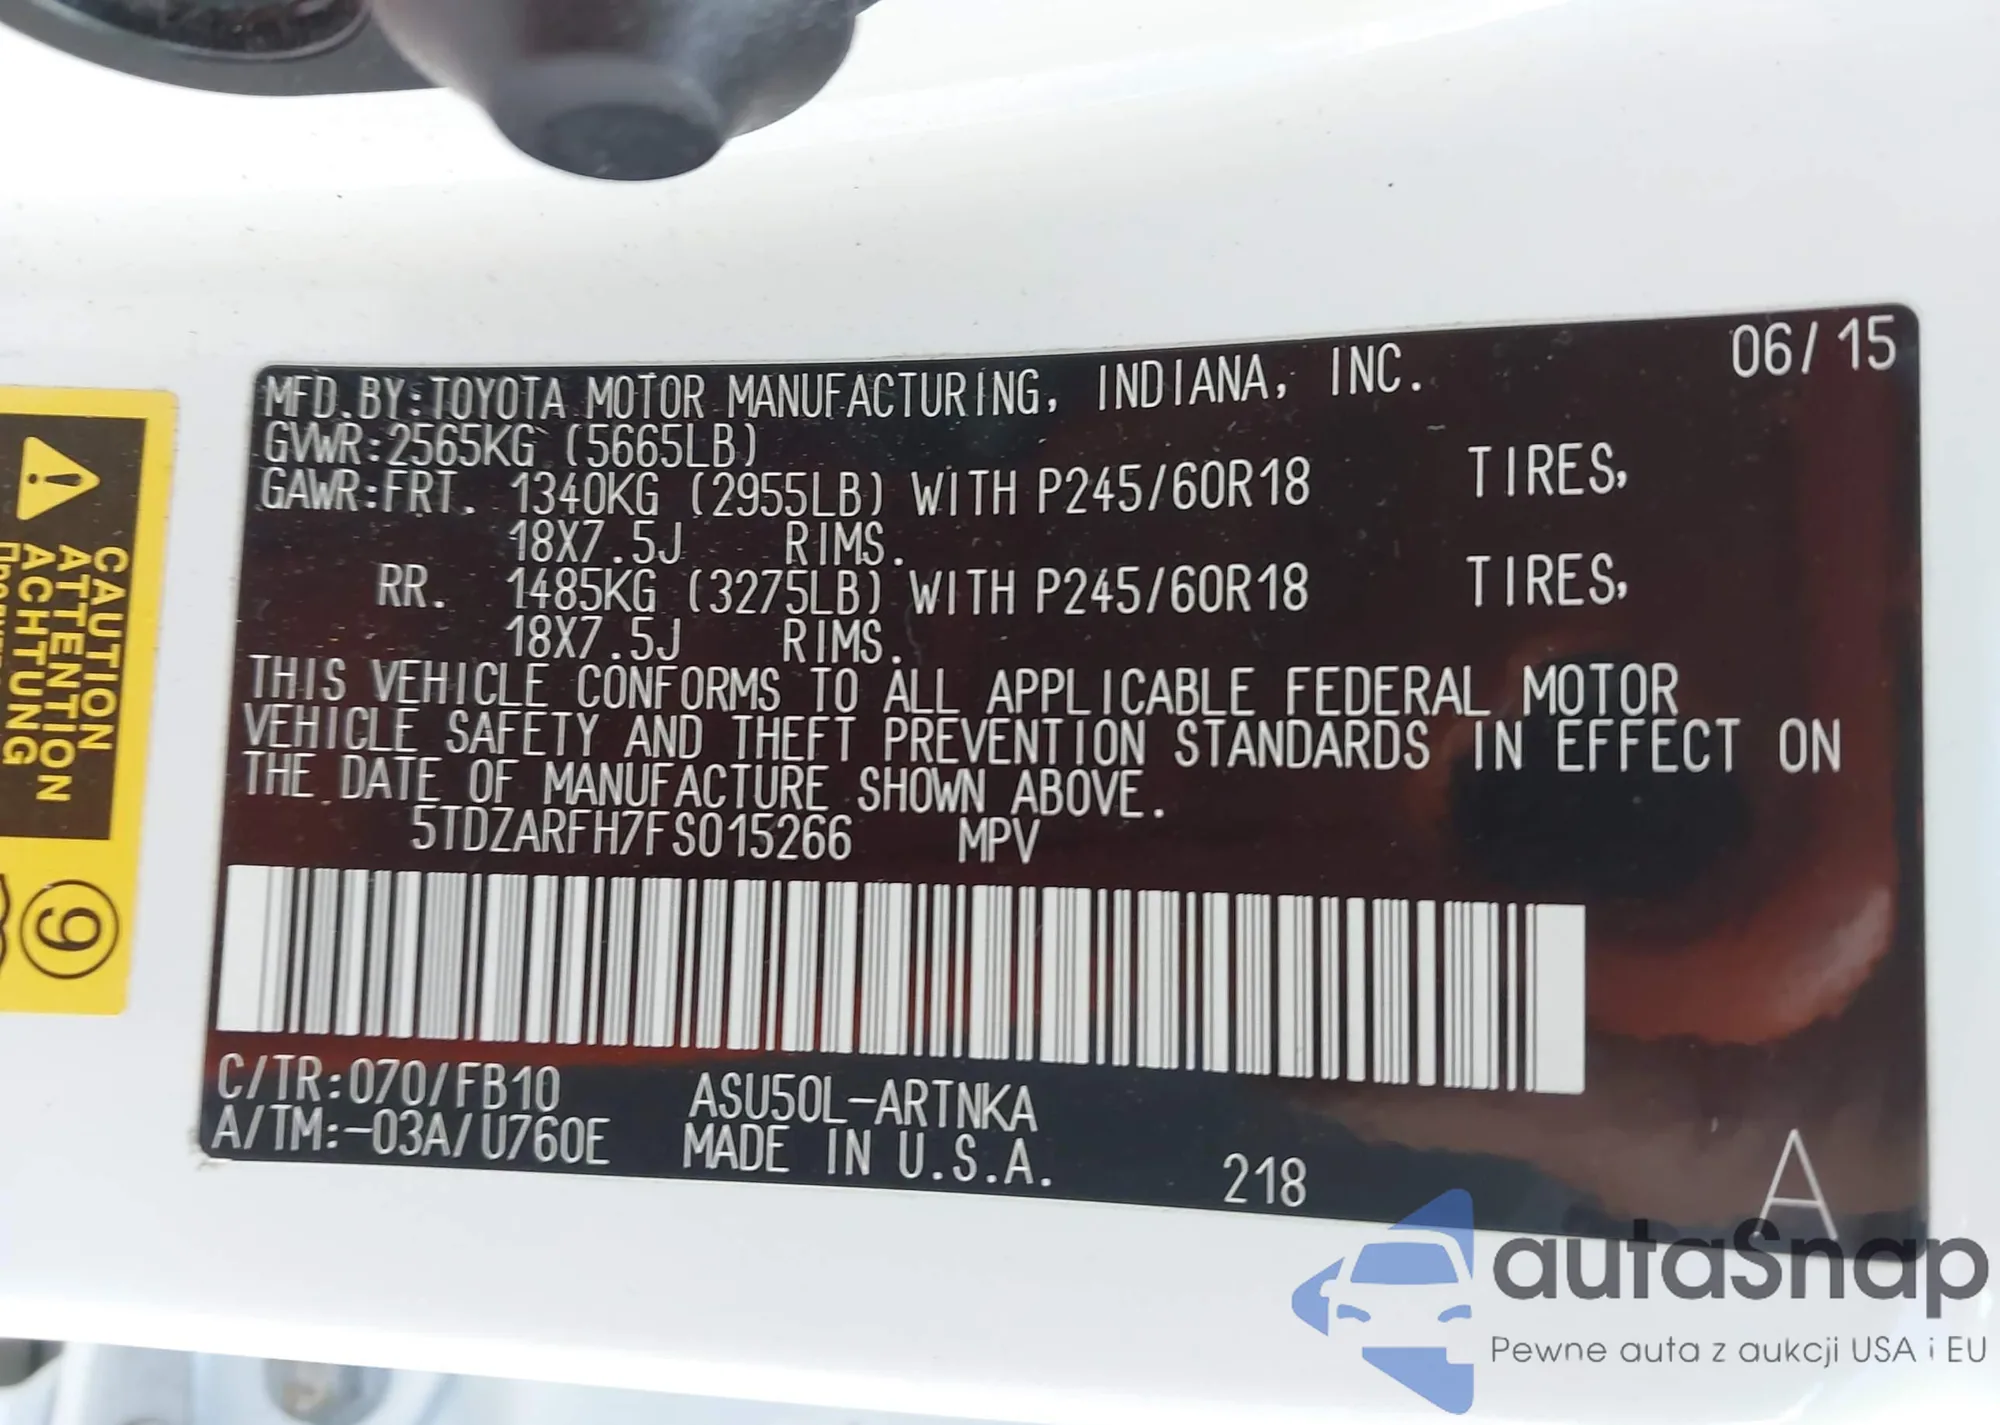 06/15
MFD.BY:TOYOTA MOTOR MANUFACTURING, INDIANA, INC.
GVWR:2565KG (5665LB)
GAWR:FRT. 1340KG (2955LB) WITH P245/60R18 TIRES,
18X7.5J RIMS.
RR. 1485KG (3275LB) WITH P245/60R18 TIRES,
18X7.5J RIMS.
THIS VEHICLE CONFORMS TO ALL APPLICABLE FEDERAL MOTOR
VEHICLE SAFETY AND THEFT PREVENTION STANDARDS IN EFFECT ON
THE DATE OF MANUFACTURE SHOWN ABOVE.
5TDZARFH7FS015266 MPV
C/TR:070/FB10 ASU50L-ARTNKA
A/TM:-03A/U760E MADE IN U.S.A. 218 A
CAUTION
ATTENTION
ACHTUNG
9
autaSnap
Pewne auta z aukcji USA i EU